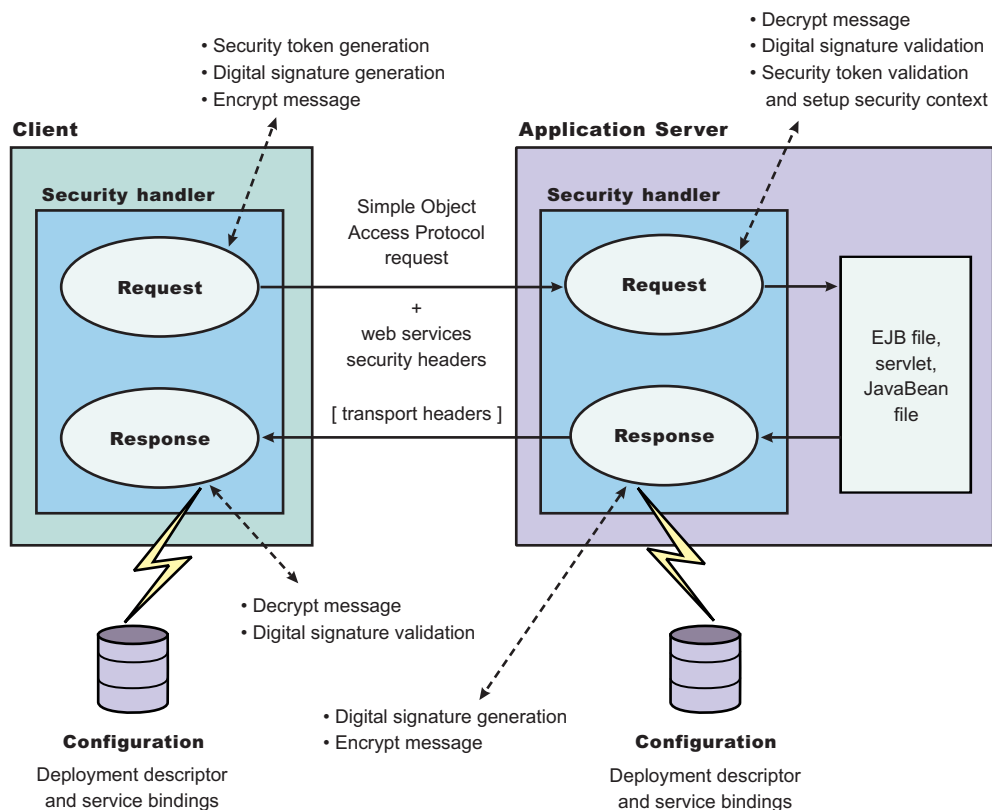 • Security token generation
• Digital signature generation
• Encrypt message
• Decrypt message
• Digital signature validation
• Security token validation
and setup security context
Client
Application Server
Security handler
Security handler
Request
Simple Object
Access Protocol
request
+
web services
security headers
Request
EJB file,
servlet,
JavaBean
file
Response
[ transport headers ]
Response
• Decrypt message
• Digital signature validation
• Digital signature generation
• Encrypt message
Configuration
Deployment descriptor
and service bindings
Configuration
Deployment descriptor
and service bindings